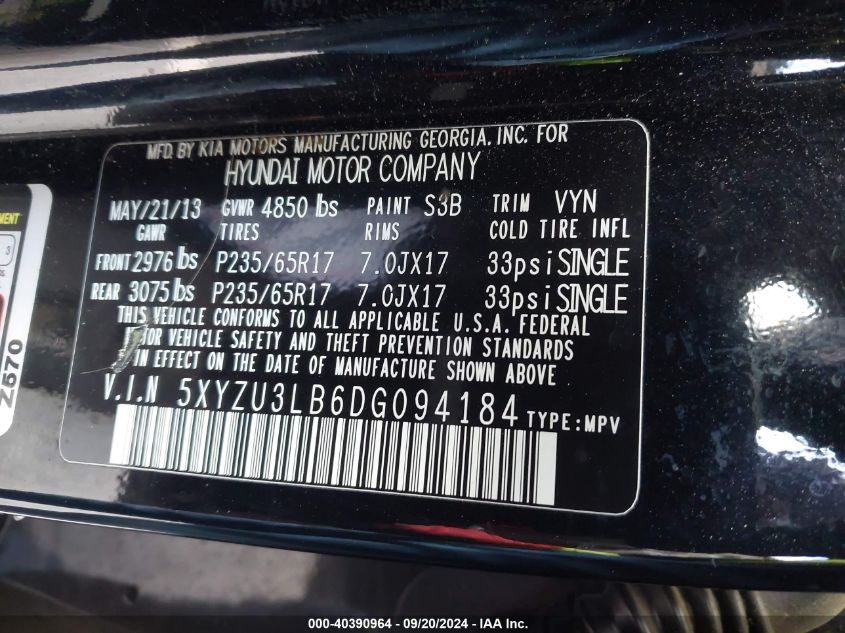 MFD. BY KIA MOTORS MANUFACTURING GEORGIA. INC. FOR
HYUNDAI MOTOR COMPANY
MAY/21/13 GVWR 4850 lbs PAINT S3B TRIM VYN
GAWR TIRES RIMS COLD TIRE INFL
FRONT 2976 lbs P235/65R17 7.0JX17 33psi SINGLE
REAR 3075 lbs P235/65R17 7.0JX17 33psi SINGLE
THIS VEHICLE CONFORMS TO ALL APPLICABLE U.S.A. FEDERAL
MOTOR VEHICLE SAFETY AND THEFT PREVENTION STANDARDS
IN EFFECT ON THE DATE OF MANUFACTURE SHOWN ABOVE.
V.I.N 5XYZU3LB6DG094184 TYPE:MPV
2670
000-40390964 - 09/20/2024 - IAA Inc.